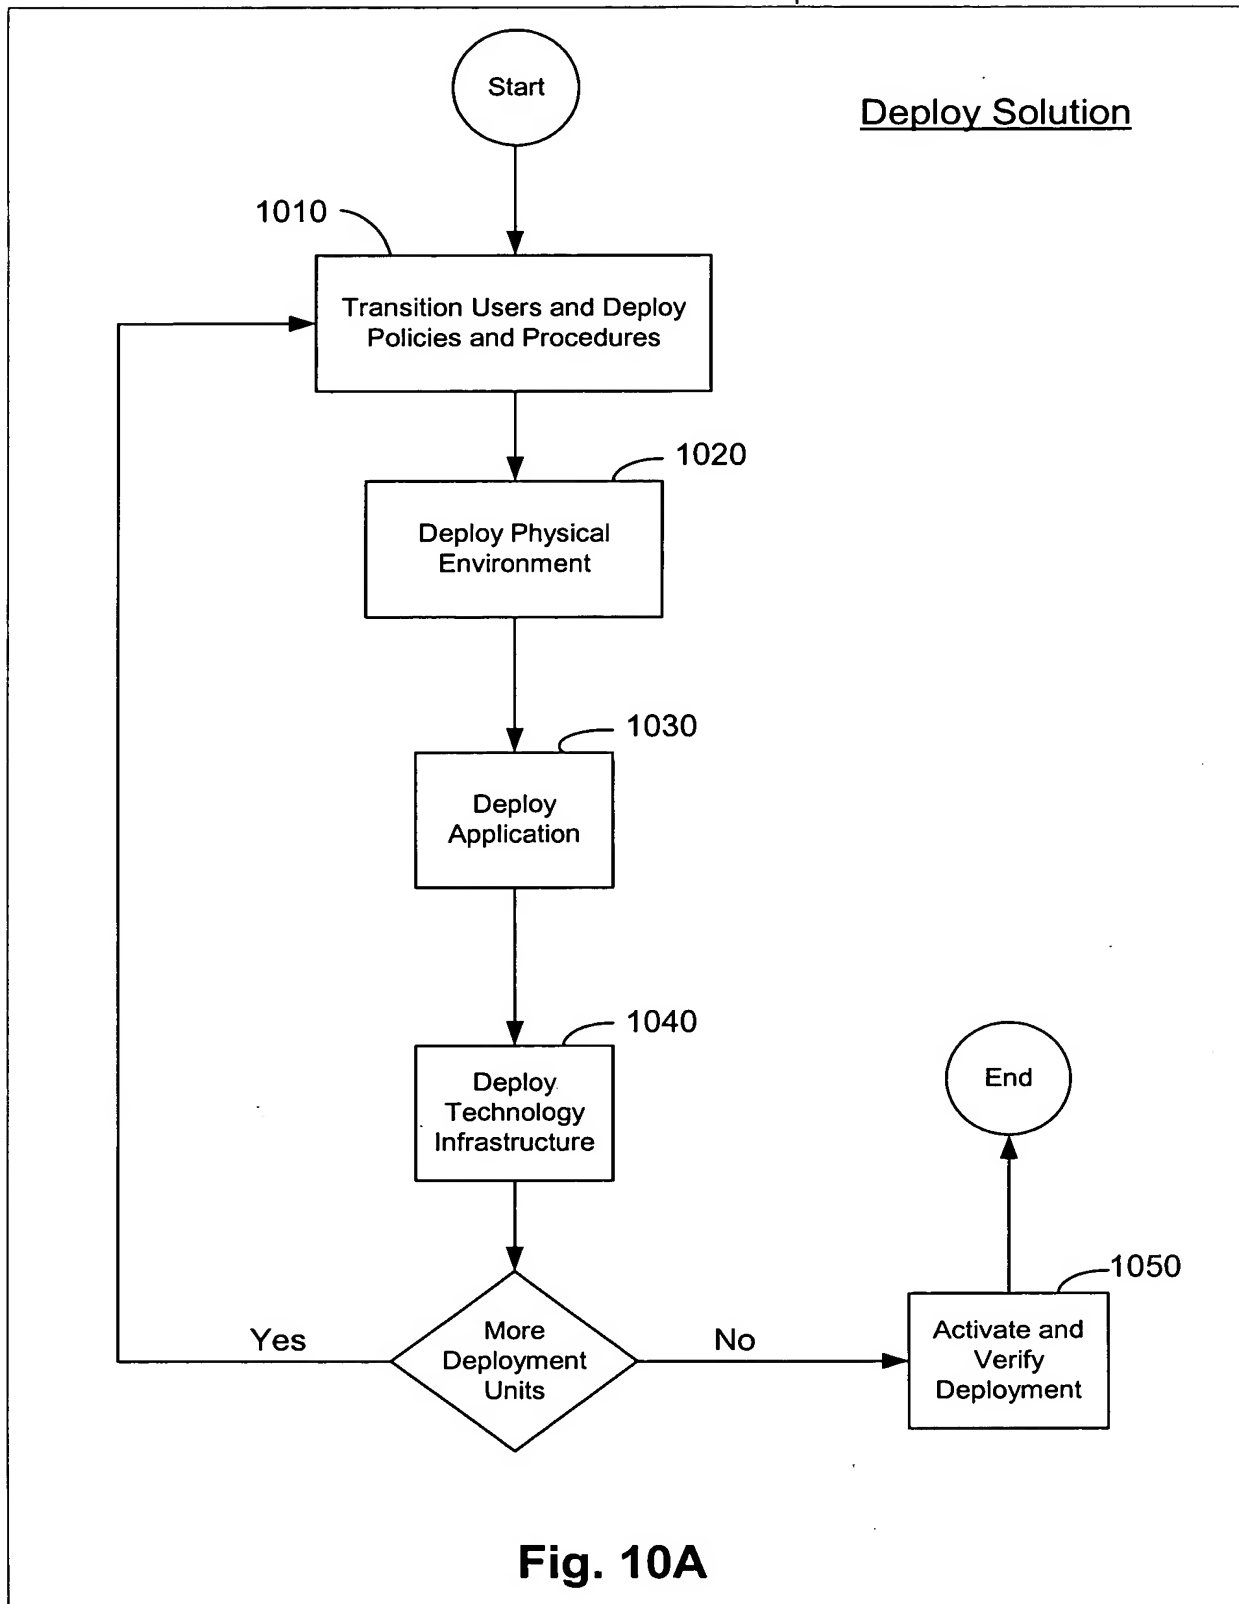 Start
Deploy Solution
1010
Transition Users and Deploy
Policies and Procedures
1020
Deploy Physical
Environment
1030
Deploy
Application
1040
Deploy
Technology
Infrastructure
End
1050
Yes
More
Deployment
Units
No
Activate and
Verify
Deployment
Fig. 10A